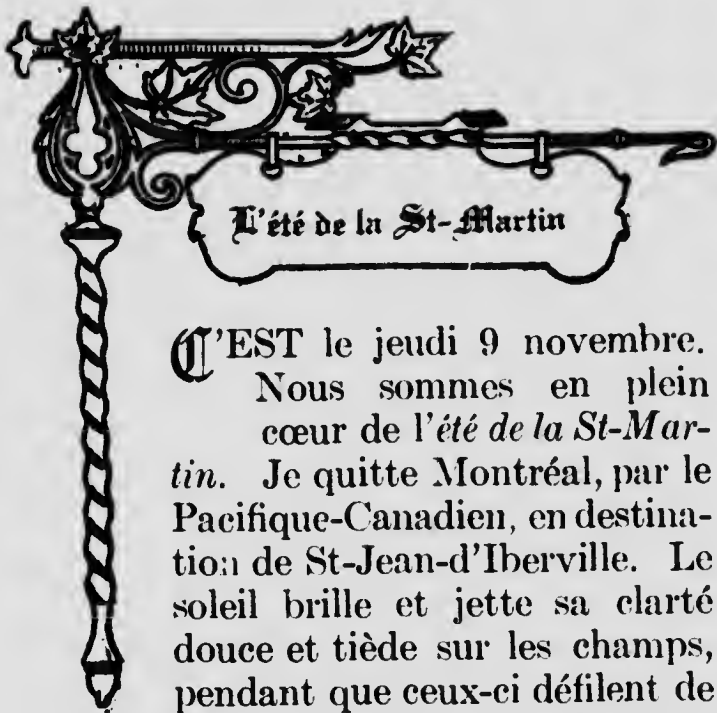 L'été de la St-Martin
C'EST le jeudi 9 novembre.
Nous sommes en plein
cœur de l'été de la St-Mar-
tin. Je quitte Montréal, par le
Pacifique-Canadien, en destina-
tion de St-Jean-d'Iberville. Le
soleil brille et jette sa clarté
douce et tiède sur les champs,
pendant que ceux-ci défilent de